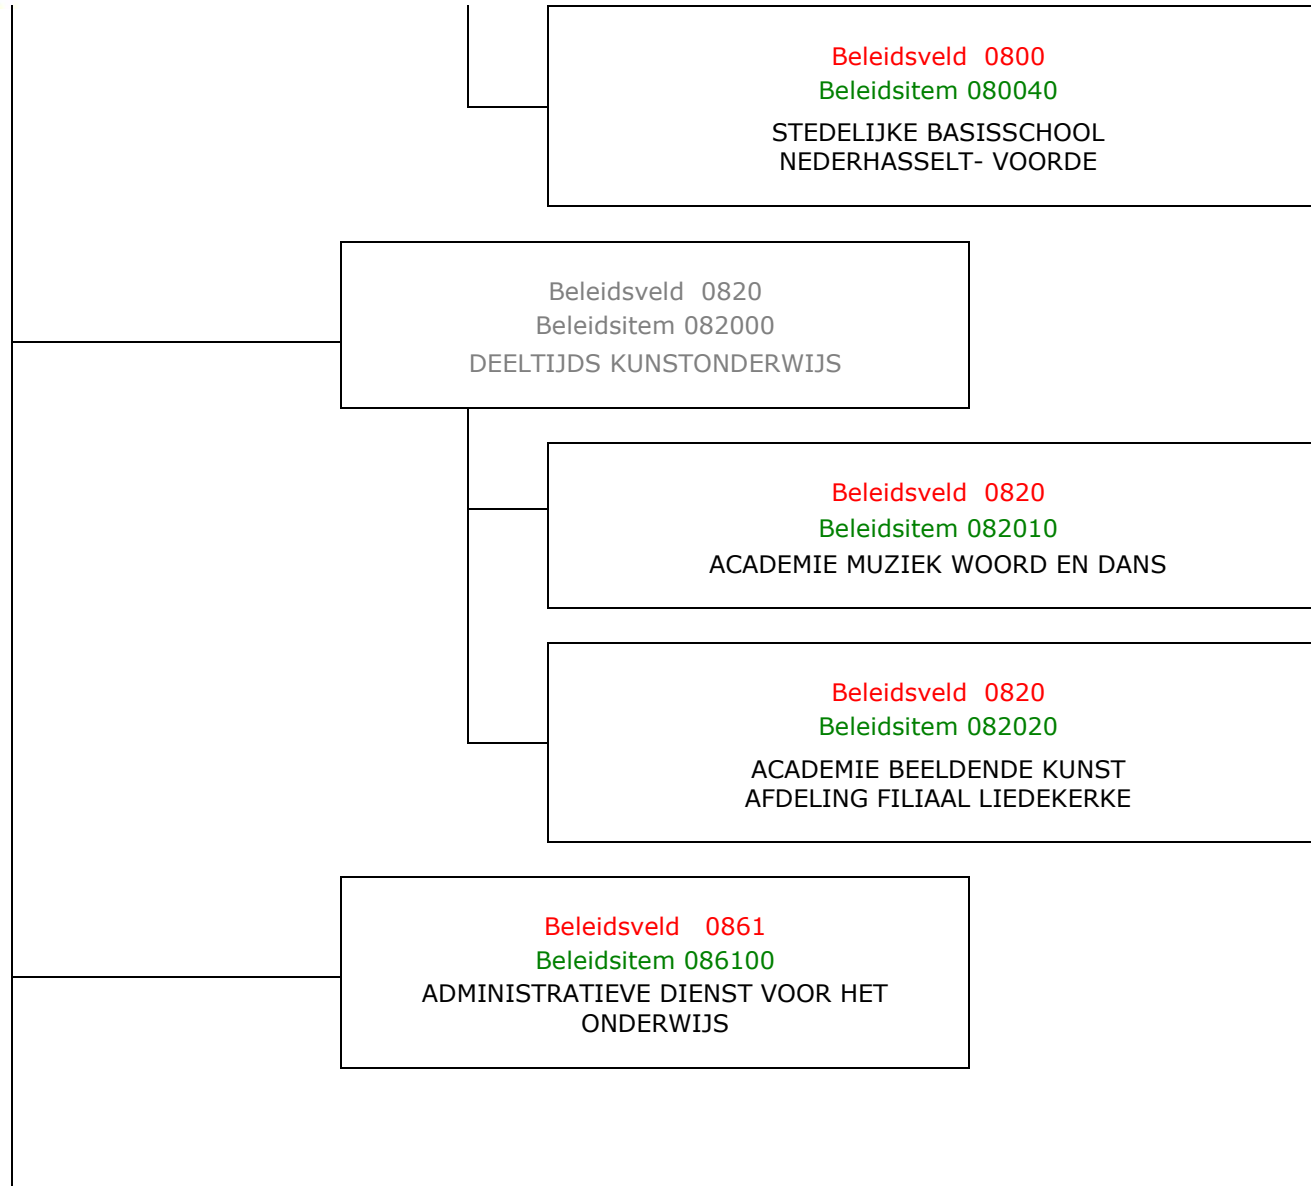 Beleidsveld 0800
Beleidsitem 080040
STEDELIJKE BASISSCHOOL
NEDERHASSELT- VOORDE
Beleidsveld 0820
Beleidsitem 082000
DEELTIJDS KUNSTONDERWIJS
Beleidsveld 0820
Beleidsitem 082010
ACADEMIE MUZIEK WOORD EN DANS
Beleidsveld 0820
Beleidsitem 082020
ACADEMIE BEELDENDE KUNST
AFDELING FILIAAL LIEDEKERKE
Beleidsveld 0861
Beleidsitem 086100
ADMINISTRATIEVE DIENST VOOR HET
ONDERWIJS